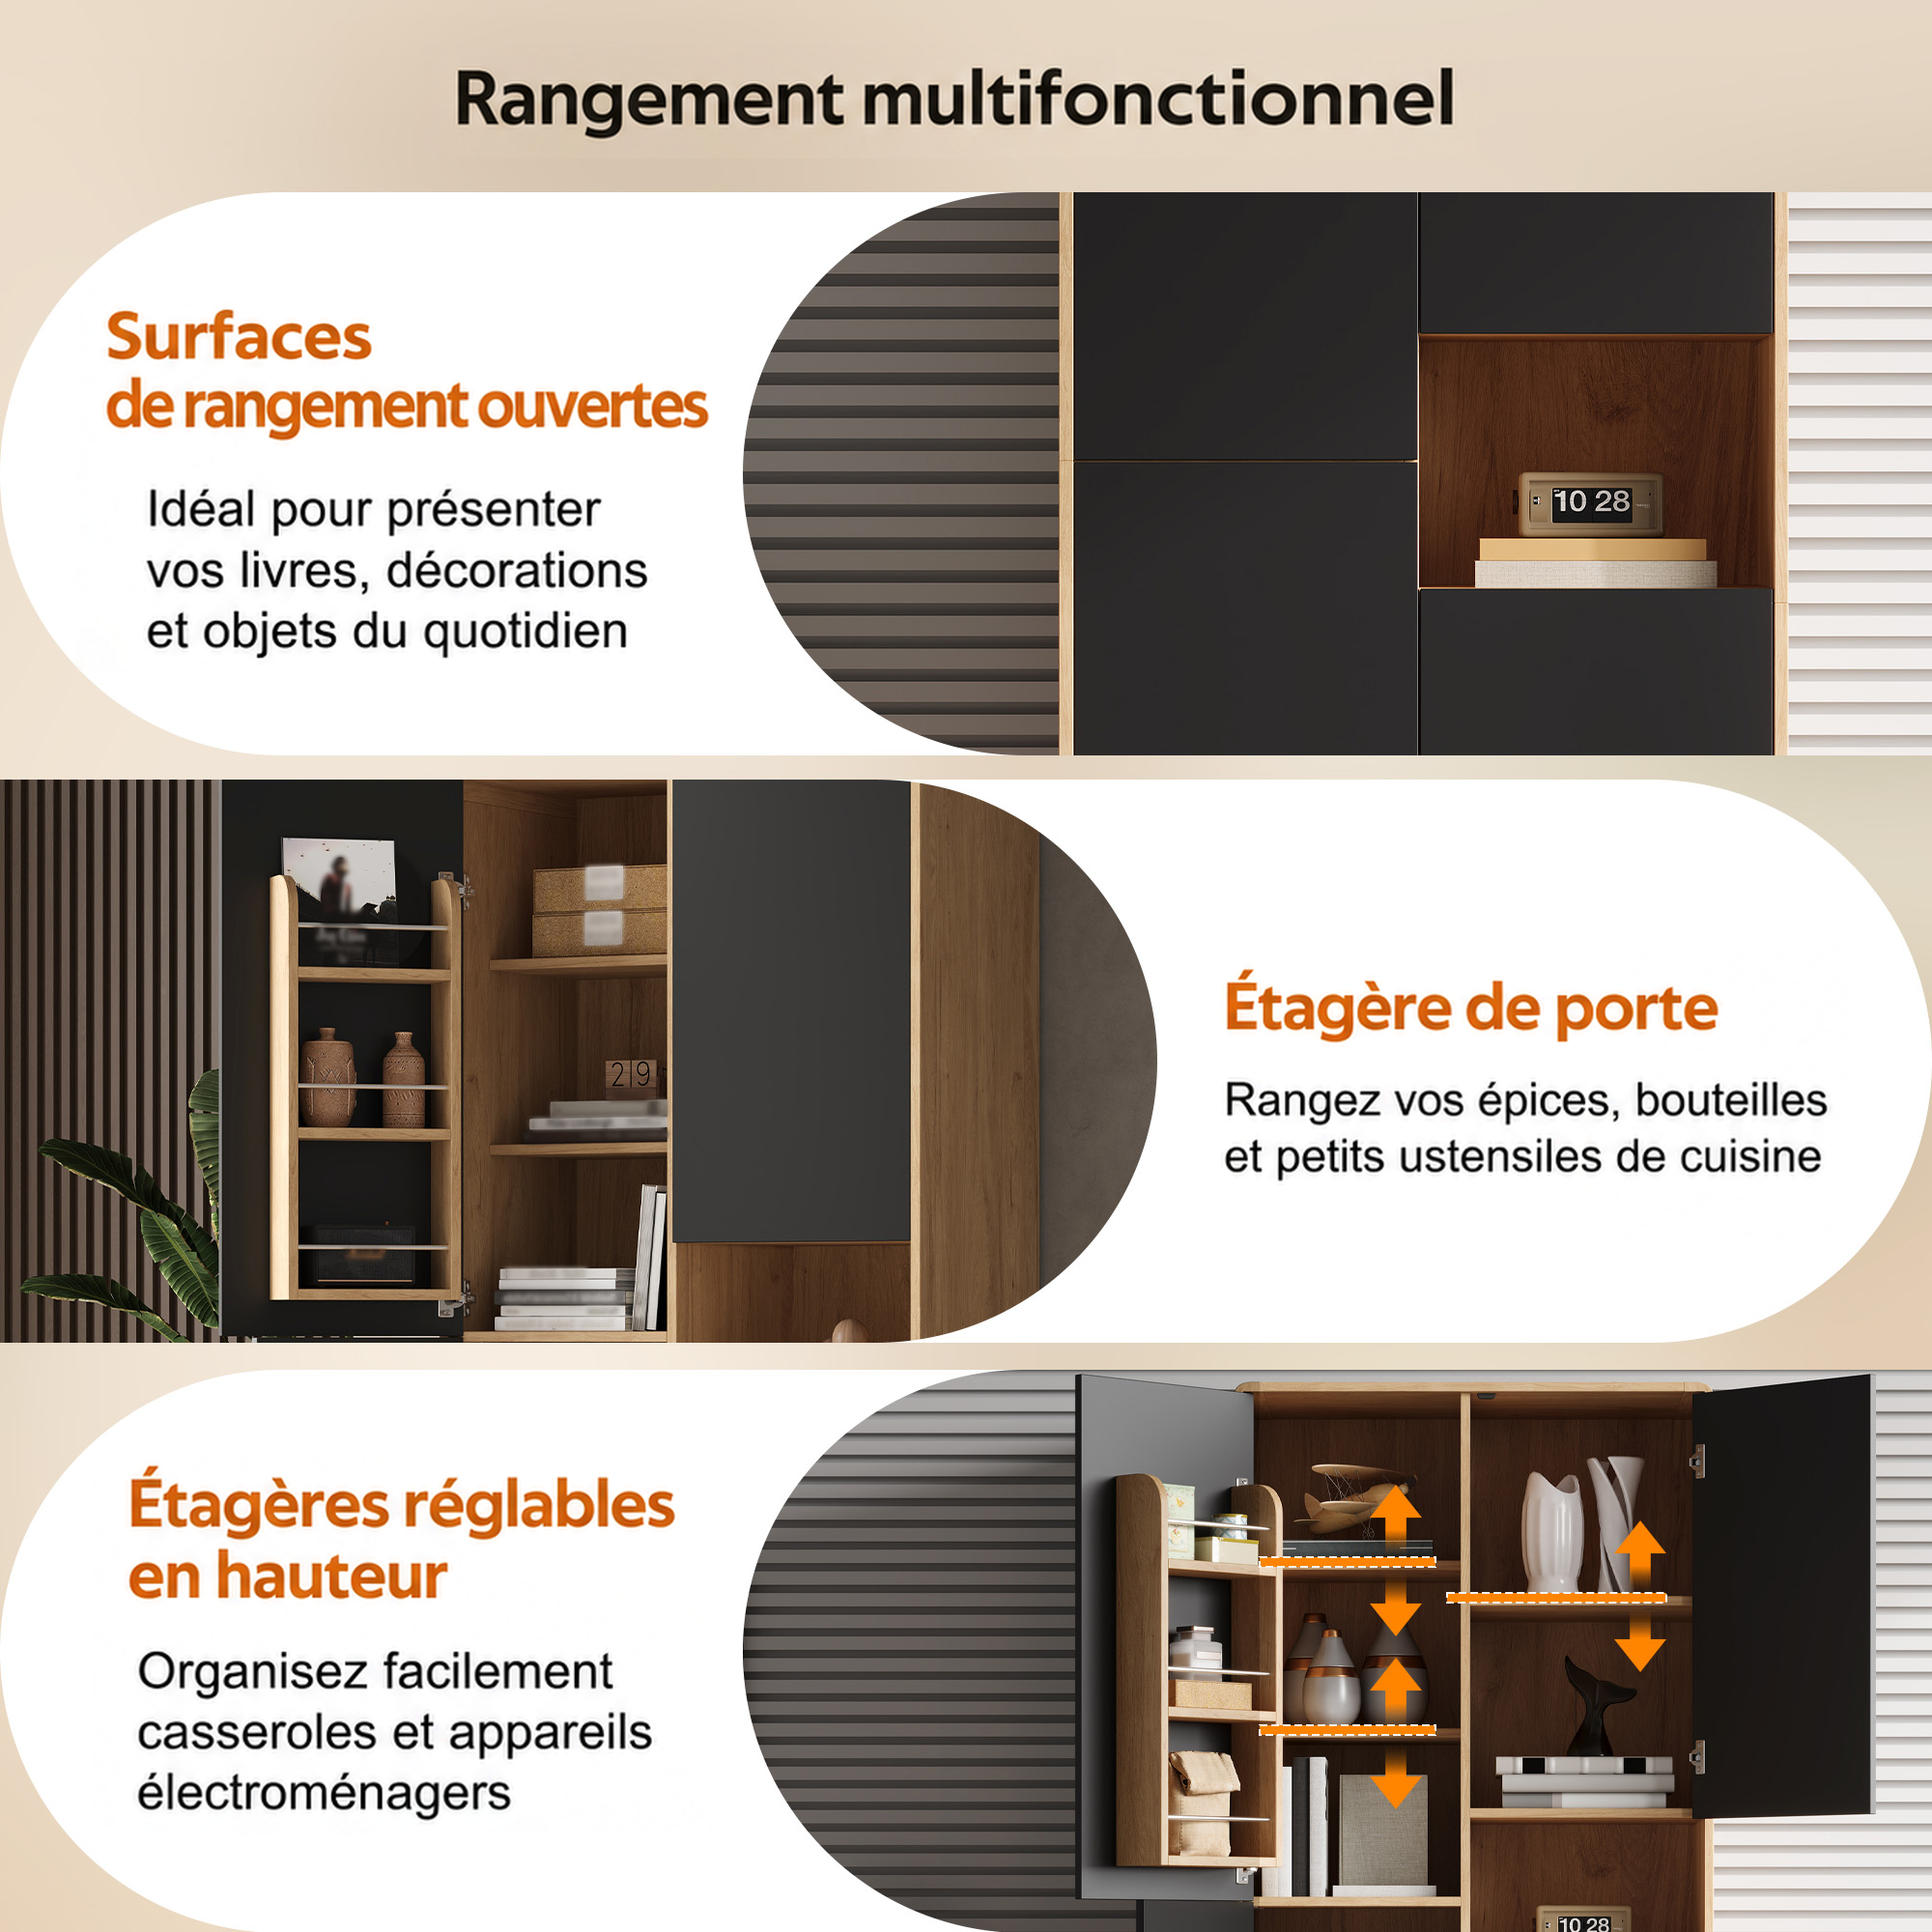 Rangement multifonctionnel
Surfaces
de rangement ouvertes
Idéal pour présenter
vos livres, décorations
et objets du quotidien
10 28
29
Étagère de porte
Rangez vos épices, bouteilles
et petits ustensiles de cuisine
Étagères réglables
en hauteur
Organisez facilement
casseroles et appareils
électroménagers
10 28